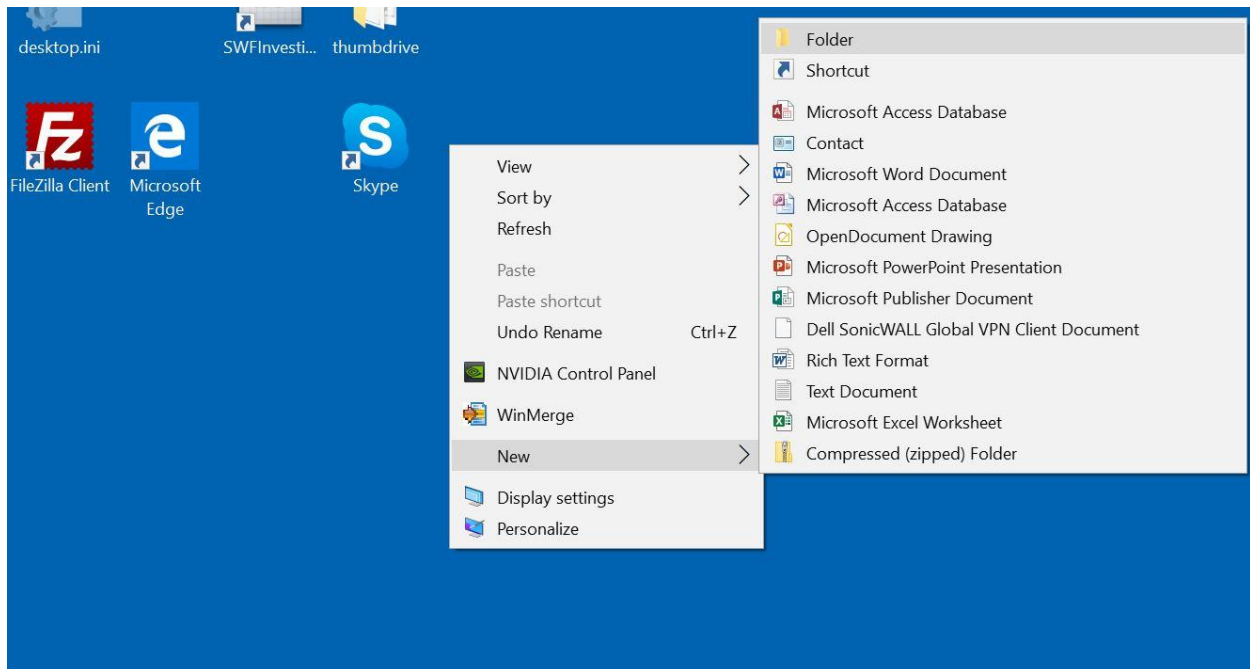 desktop.ini
SWFInvesti...
thumbdrive
FileZilla Client
Microsoft
Edge
Skype
View
Sort by
Refresh
Paste
Paste shortcut
Undo Rename Ctrl+Z
NVIDIA Control Panel
WinMerge
New
Display settings
Personalize
Folder
Shortcut
Microsoft Access Database
Contact
Microsoft Word Document
Microsoft Access Database
OpenDocument Drawing
Microsoft PowerPoint Presentation
Microsoft Publisher Document
Dell SonicWALL Global VPN Client Document
Rich Text Format
Text Document
Microsoft Excel Worksheet
Compressed (zipped) Folder